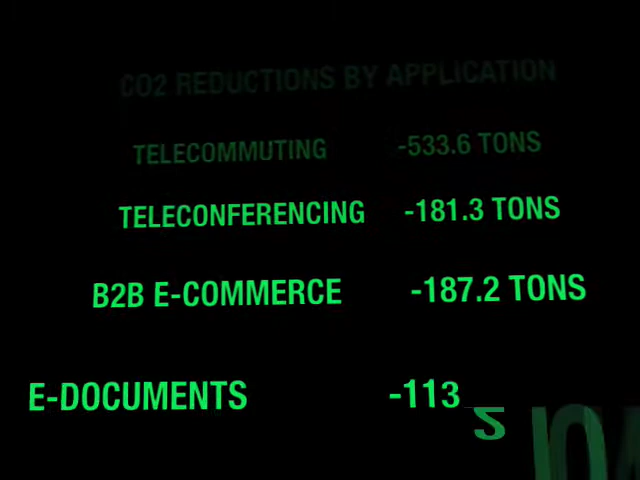 CO2 REDUCTIONS BY APPLICATION
TELECOMMUTING -533.6 TONS
TELECONFERENCING -181.3 TONS
B2B E-COMMERCE -187.2 TONS
E-DOCUMENTS -113